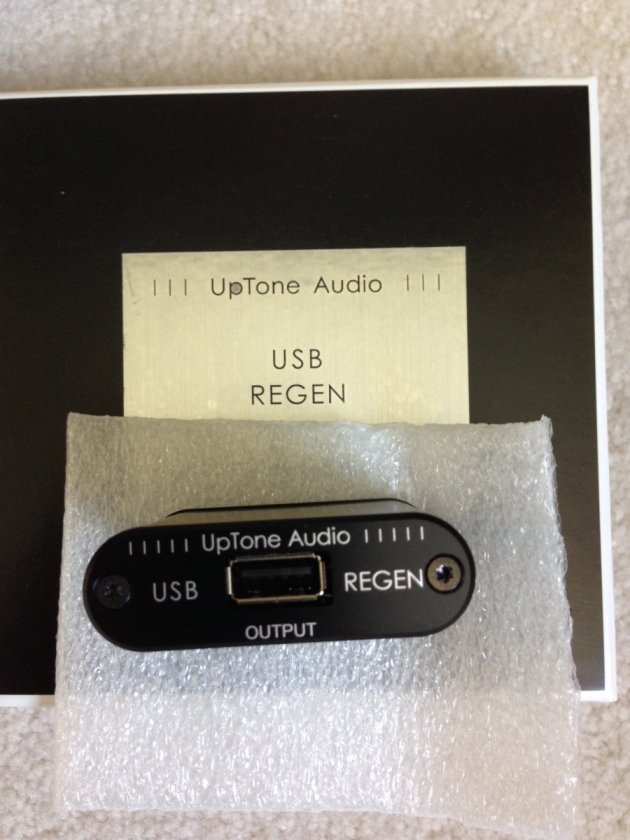 UpTone Audio
USB
REGEN
UpTone Audio
USB REGEN
OUTPUT